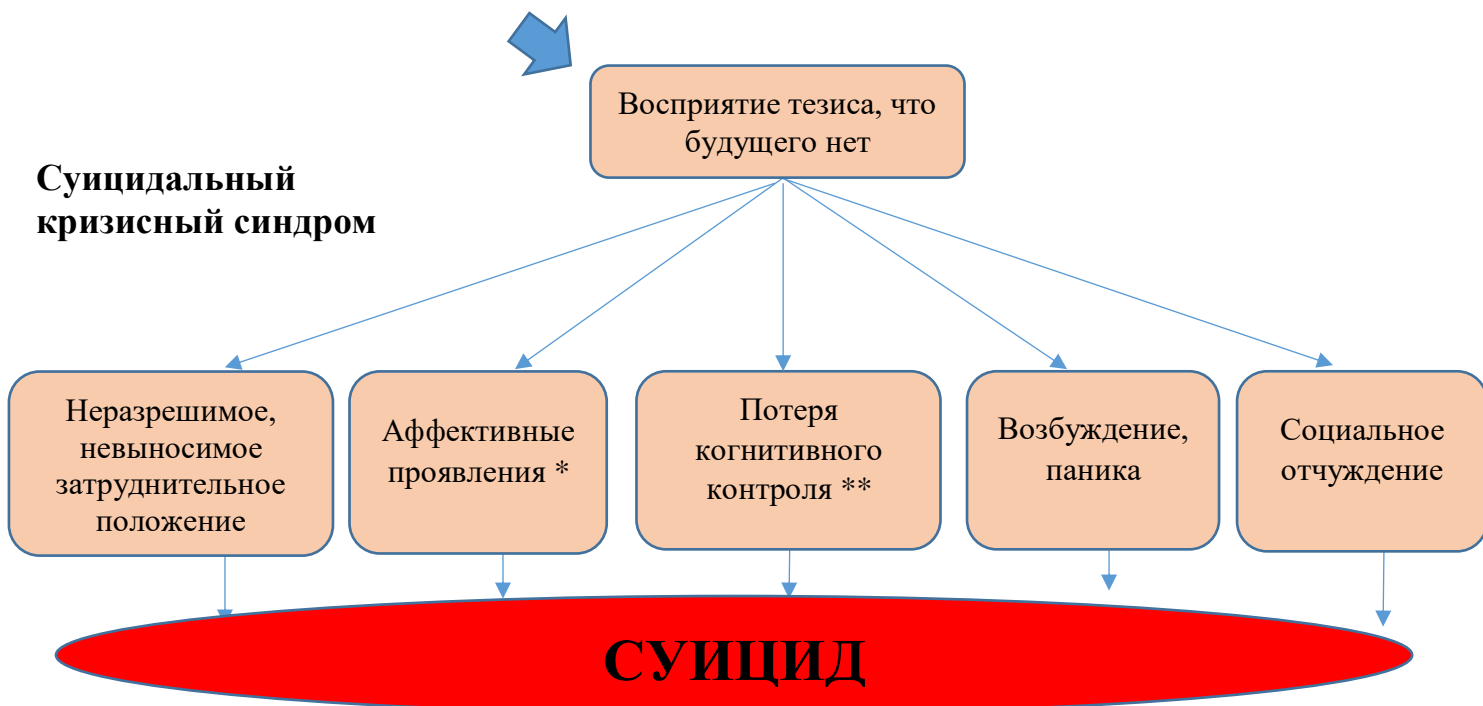 Восприятие тезиса, что
будущего нет
Суицидальный
кризисный синдром
Неразрешимое,
невыносимое
затруднительное
положение
Аффективные
проявления *
Потеря
когнитивного
контроля **
Возбуждение,
паника
Социальное
отчуждение
СУИЦИД